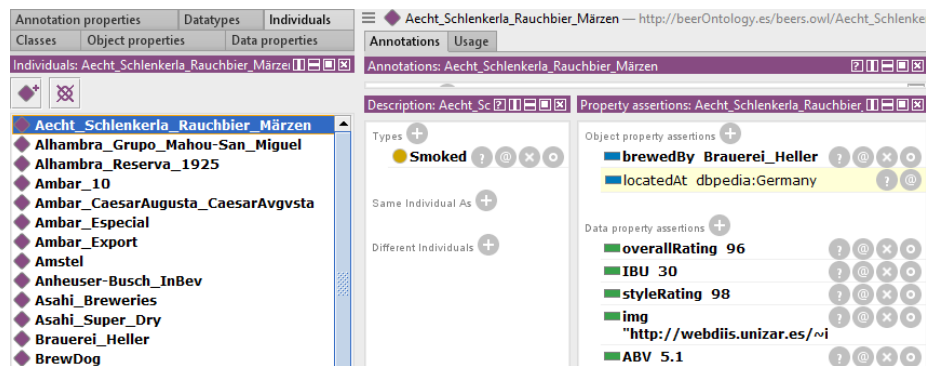 Annotation properties Datatypes Individuals
Classes Object properties Data properties
Individuals: Aecht_Schlenkerla_Rauchbier_Märze
Aecht_Schlenkerla_Rauchbier_Märzen
Alhambra_Grupo_Mahou-San_Miguel
Alhambra_Reserva_1925
Ambar_10
Ambar_CaesarAugusta_CaesarAvgvsta
Ambar_Especial
Ambar_Export
Amstel
Anheuser-Busch_InBev
Asahi_Breweries
Asahi_Super_Dry
Brauerei_Heller
BrewDog
Aecht_Schlenkerla_Rauchbier_Märzen — http://beerOntology.es/beers.owl/Aecht_Schlenke
Annotations Usage
Annotations: Aecht_Schlenkerla_Rauchbier_Märzen
Description: Aecht_Sc
Types
Smoked
Same Individual As
Different Individuals
Property assertions: Aecht_Schlenkerla_Rauchbier_
Object property assertions
brewedBy Brauerei_Heller
locatedAt dbpedia:Germany
Data property assertions
overallRating 96
IBU 30
styleRating 98
img
"http://webdiis.unizar.es/~i
ABV 5.1